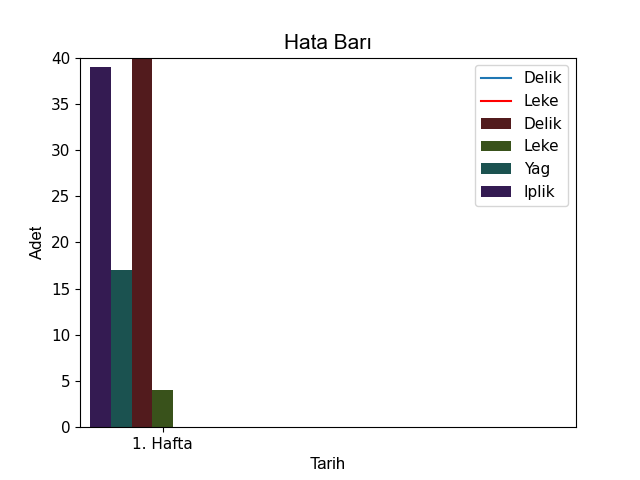 Hata Barı
Delik
Leke
Delik
Leke
Yag
Iplik
40
35
30
25
20
15
10
5
0
Adet
1. Hafta
Tarih